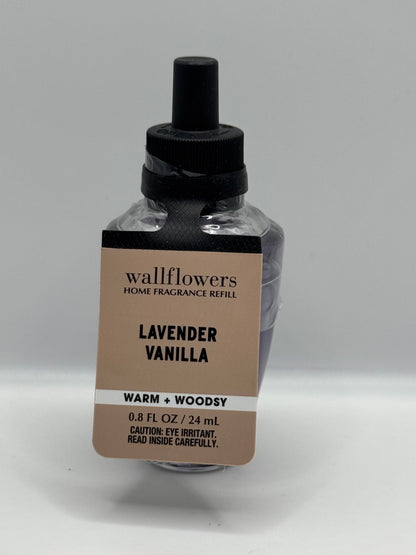 wallflowers
HOME FRAGRANCE REFILL
LAVENDER
VANILLA
WARM + WOODSY
0.8 FL OZ / 24 mL
CAUTION: EYE IRRITANT.
READ INSIDE CAREFULLY.